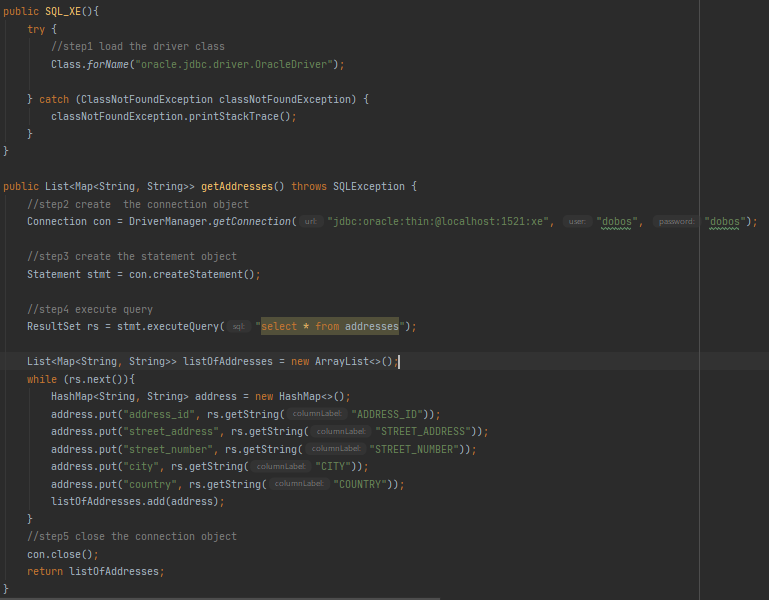 public SQL_XE(){
try {
//step1 load the driver class
Class.forName("oracle.jdbc.driver.OracleDriver");
} catch (ClassNotFoundException classNotFoundException) {
classNotFoundException.printStackTrace();
}
}
public List<Map<String, String>> getAddresses() throws SQLException {
//step2 create  the connection object
Connection con = DriverManager.getConnection( url: "jdbc:oracle:thin:@localhost:1521:xe", user: "dobos", password: "dobos");
//step3 create the statement object
Statement stmt = con.createStatement();
//step4 execute query
ResultSet rs = stmt.executeQuery( sql: "select * from addresses");
List<Map<String, String>> listOfAddresses = new ArrayList<>();
while (rs.next()){
HashMap<String, String> address = new HashMap<>();
address.put("address_id", rs.getString( columnLabel: "ADDRESS_ID"));
address.put("street_address", rs.getString( columnLabel: "STREET_ADDRESS"));
address.put("street_number", rs.getString( columnLabel: "STREET_NUMBER"));
address.put("city", rs.getString( columnLabel: "CITY"));
address.put("country", rs.getString( columnLabel: "COUNTRY"));
listOfAddresses.add(address);
}
//step5 close the connection object
con.close();
return listOfAddresses;
}